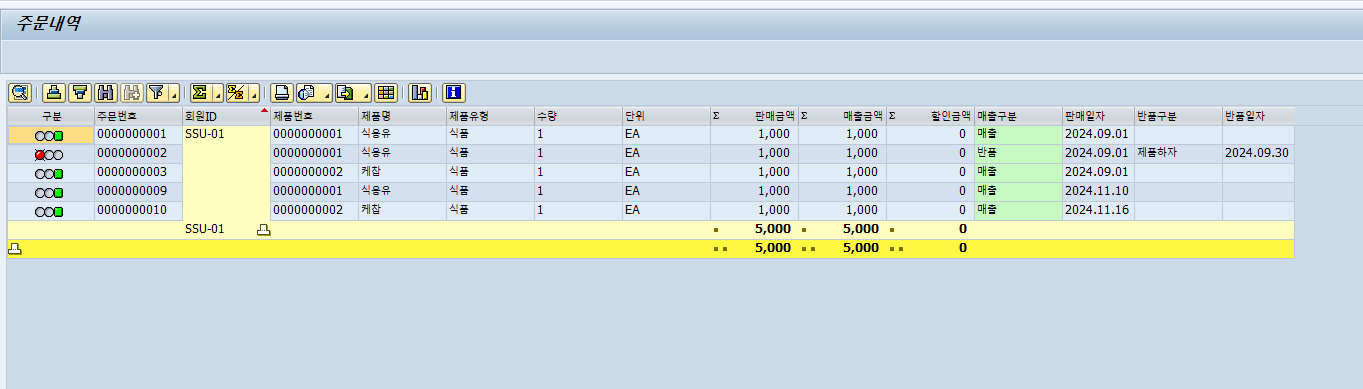 주문내역
구분 주문번호 회원ID 제품번호 제품명 제품유형 수량 단위 Σ 판매금액 Σ 매출금액 Σ 할인금액 매출구분 판매일자 반품구분 반품일자
0000000001 SSU-01 0000000001 식용유 식품 1 EA 1,000 1,000 0 매출 2024.09.01
0000000002 0000000001 식용유 식품 1 EA 1,000 1,000 0 반품 2024.09.01 제품하자 2024.09.30
0000000003 0000000002 케찹 식품 1 EA 1,000 1,000 0 매출 2024.09.01
0000000009 0000000001 식용유 식품 1 EA 1,000 1,000 0 매출 2024.11.10
0000000010 0000000002 케찹 식품 1 EA 1,000 1,000 0 매출 2024.11.16
SSU-01 5,000 5,000 0
5,000 5,000 0